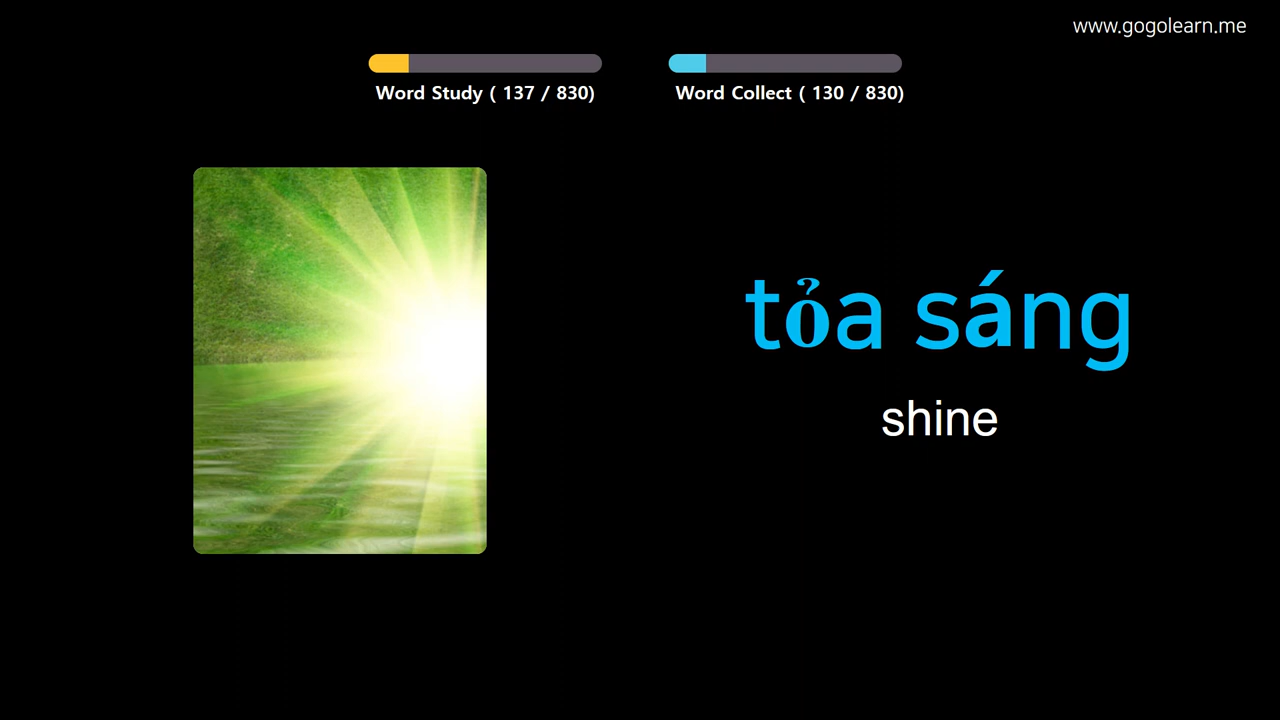 www.gogolearn.me
Word Study ( 137 / 830)
Word Collect ( 130 / 830)
tỏa sáng
shine